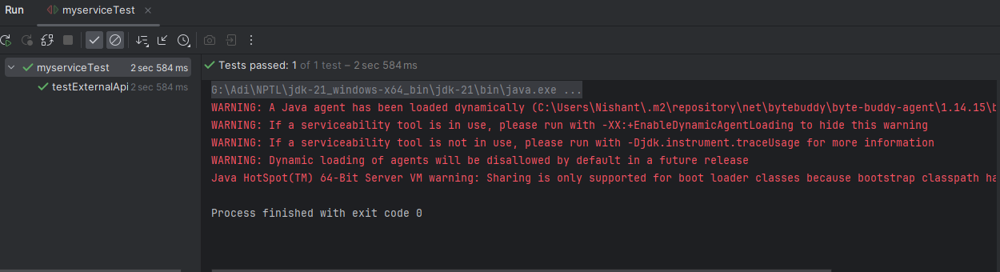 Run myserviceTest
Tests passed: 1 of 1 test – 2 sec 584 ms
myserviceTest 2 sec 584 ms
testExternalApi 2 sec 584 ms
G:\Adi\NPTL\jdk-21_windows-x64_bin\jdk-21\bin\java.exe ...
WARNING: A Java agent has been loaded dynamically (C:\Users\Nishant\.m2\repository\net\bytebuddy\byte-buddy-agent\1.14.15\b
WARNING: If a serviceability tool is in use, please run with -XX:+EnableDynamicAgentLoading to hide this warning
WARNING: If a serviceability tool is not in use, please run with -Djdk.instrument.traceUsage for more information
WARNING: Dynamic loading of agents will be disallowed by default in a future release
Java HotSpot(TM) 64-Bit Server VM warning: Sharing is only supported for boot loader classes because bootstrap classpath ha
Process finished with exit code 0